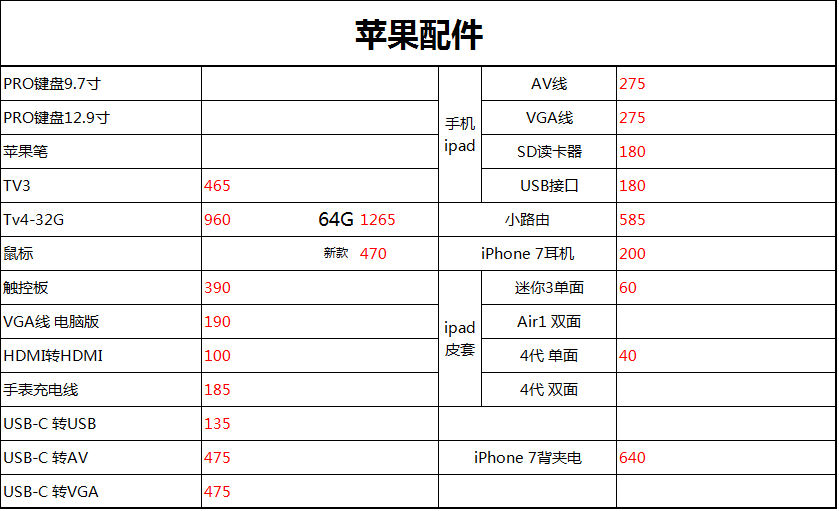 苹果配件
PRO键盘9.7寸 手机 ipad AV线 275
PRO键盘12.9寸 VGA线 275
苹果笔 SD读卡器 180
TV3 465 USB接口 180
Tv4-32G 960 64G 1265 小路由 585
鼠标 新款 470 iPhone 7耳机 200
触控板 390 ipad 皮套 迷你3单面 60
VGA线 电脑版 190 Air1 双面
HDMI转HDMI 100 4代 单面 40
手表充电线 185 4代 双面
USB-C 转USB 135
USB-C 转AV 475 iPhone 7背夹电 640
USB-C 转VGA 475